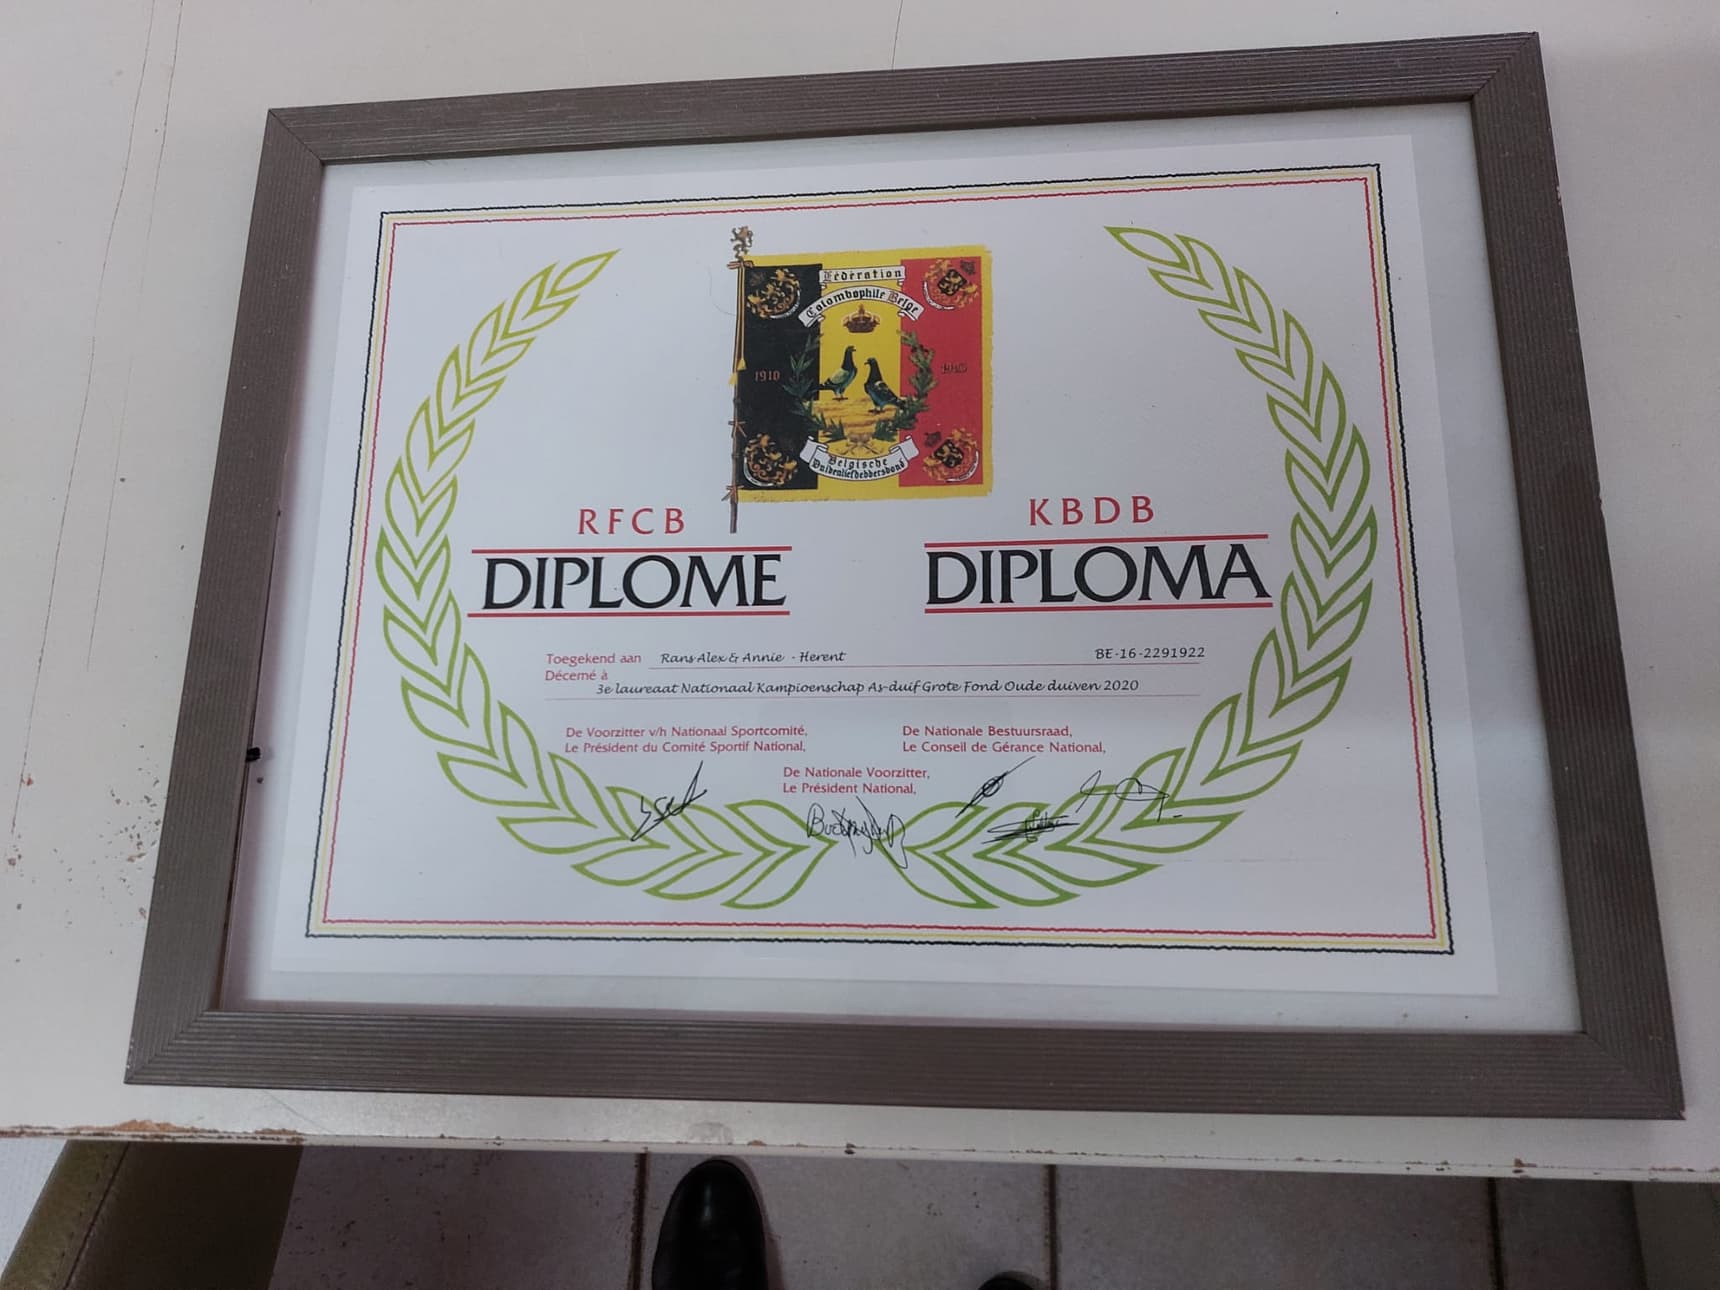 Fédération
Colombophile Belge
1910
Belgische
Duivenliefhebbersbond
RFCB
KBDB
DIPLOME
DIPLOMA
Toegekend aan Rans Alex & Annie - Herent BE-16-2291922
Décerné à
3e laureaat Nationaal Kampioenschap As-duif Grote Fond Oude duiven 2020
De Voorzitter v/h Nationaal Sportcomité,
Le Président du Comité Sportif National,
De Nationale Bestuursraad,
Le Conseil de Gérance National,
De Nationale Voorzitter,
Le Président National,